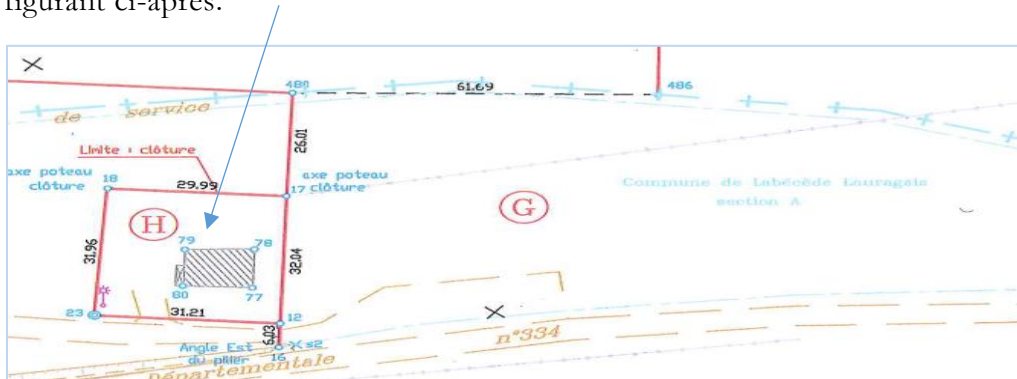 figurant ci-après.
480
61.69
486
de service
26.01
Limite : clôture
axe poteau
clôture
18
29.99
axe poteau
17 clôture
Commune de Labécède Lauragais
section A
H
G
79
78
31.96
32.04
80
77
23
31.21
12
6.03
n°334
Angle Est
du pilier
16
s2
Départementale